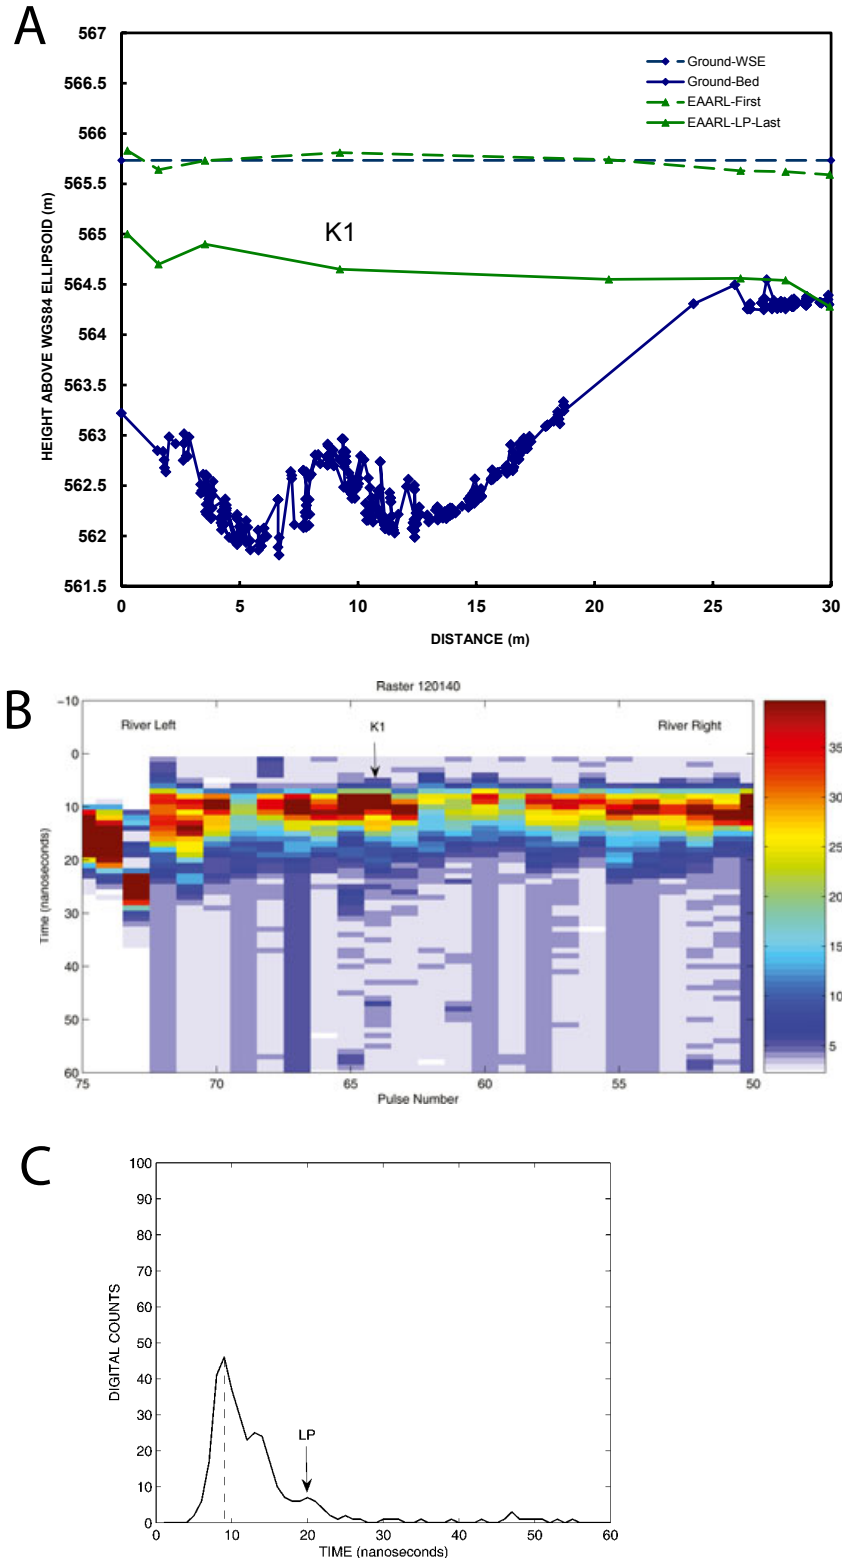 A
567
566.5
566
565.5
565
564.5
564
563.5
563
562.5
562
561.5
HEIGHT ABOVE WGS84 ELLIPSOID (m)
Ground-WSE
Ground-Bed
EAARL-First
EAARL-LP-Last
K1
0 5 10 15 20 25 30
DISTANCE (m)
B
Raster 120140
River Left K1 River Right
-10
0
10
20
30
40
50
60
Time (nanoseconds)
75 70 65 60 55 50
Pulse Number
35
30
25
20
15
10
5
C
100
90
80
70
60
50
40
30
20
10
0
DIGITAL COUNTS
LP
0 10 20 30 40 50 60
TIME (nanoseconds)